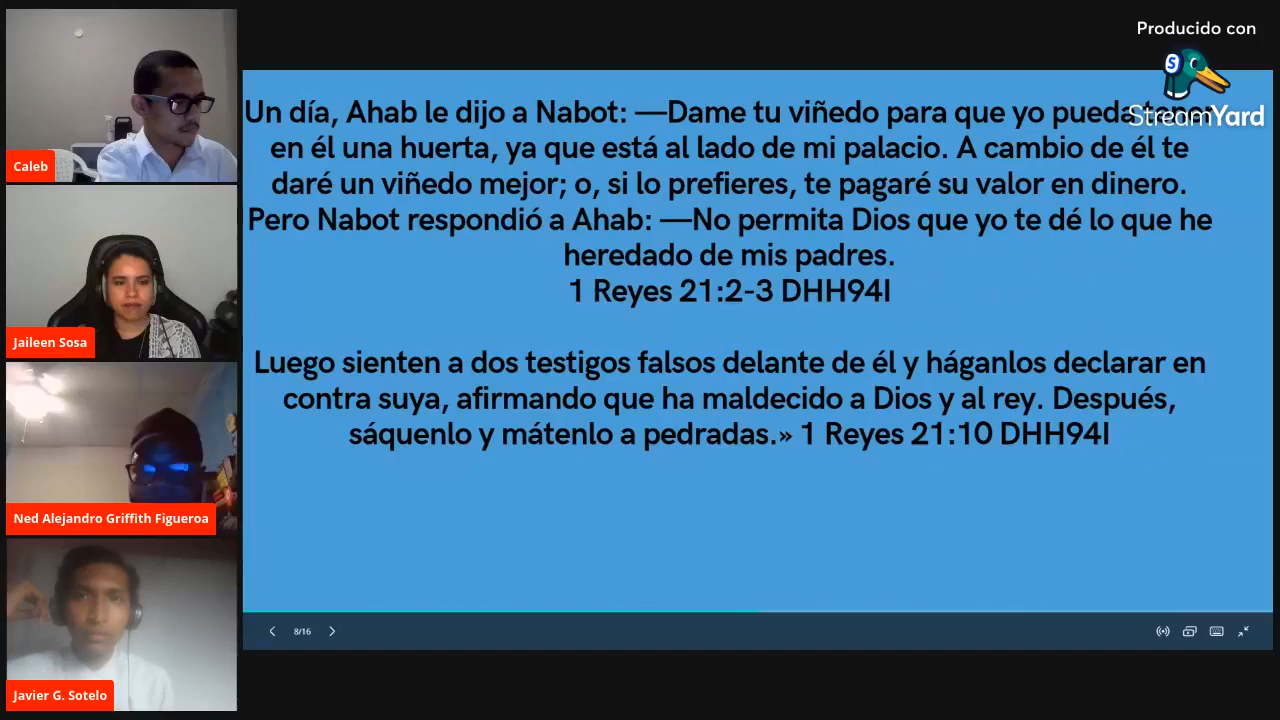 Producido con
StreamYard
Un día, Ahab le dijo a Nabot: —Dame tu viñedo para que yo pueda tener
en él una huerta, ya que está al lado de mi palacio. A cambio de él te
daré un viñedo mejor; o, si lo prefieres, te pagaré su valor en dinero.
Pero Nabot respondió a Ahab: —No permita Dios que yo te dé lo que he
heredado de mis padres.
1 Reyes 21:2-3 DHH94I
Luego sienten a dos testigos falsos delante de él y háganlos declarar en
contra suya, afirmando que ha maldecido a Dios y al rey. Después,
sáquenlo y mátenlo a pedradas.» 1 Reyes 21:10 DHH94I
8/16
Caleb
Jaileen Sosa
Ned Alejandro Griffith Figueroa
Javier G. Sotelo